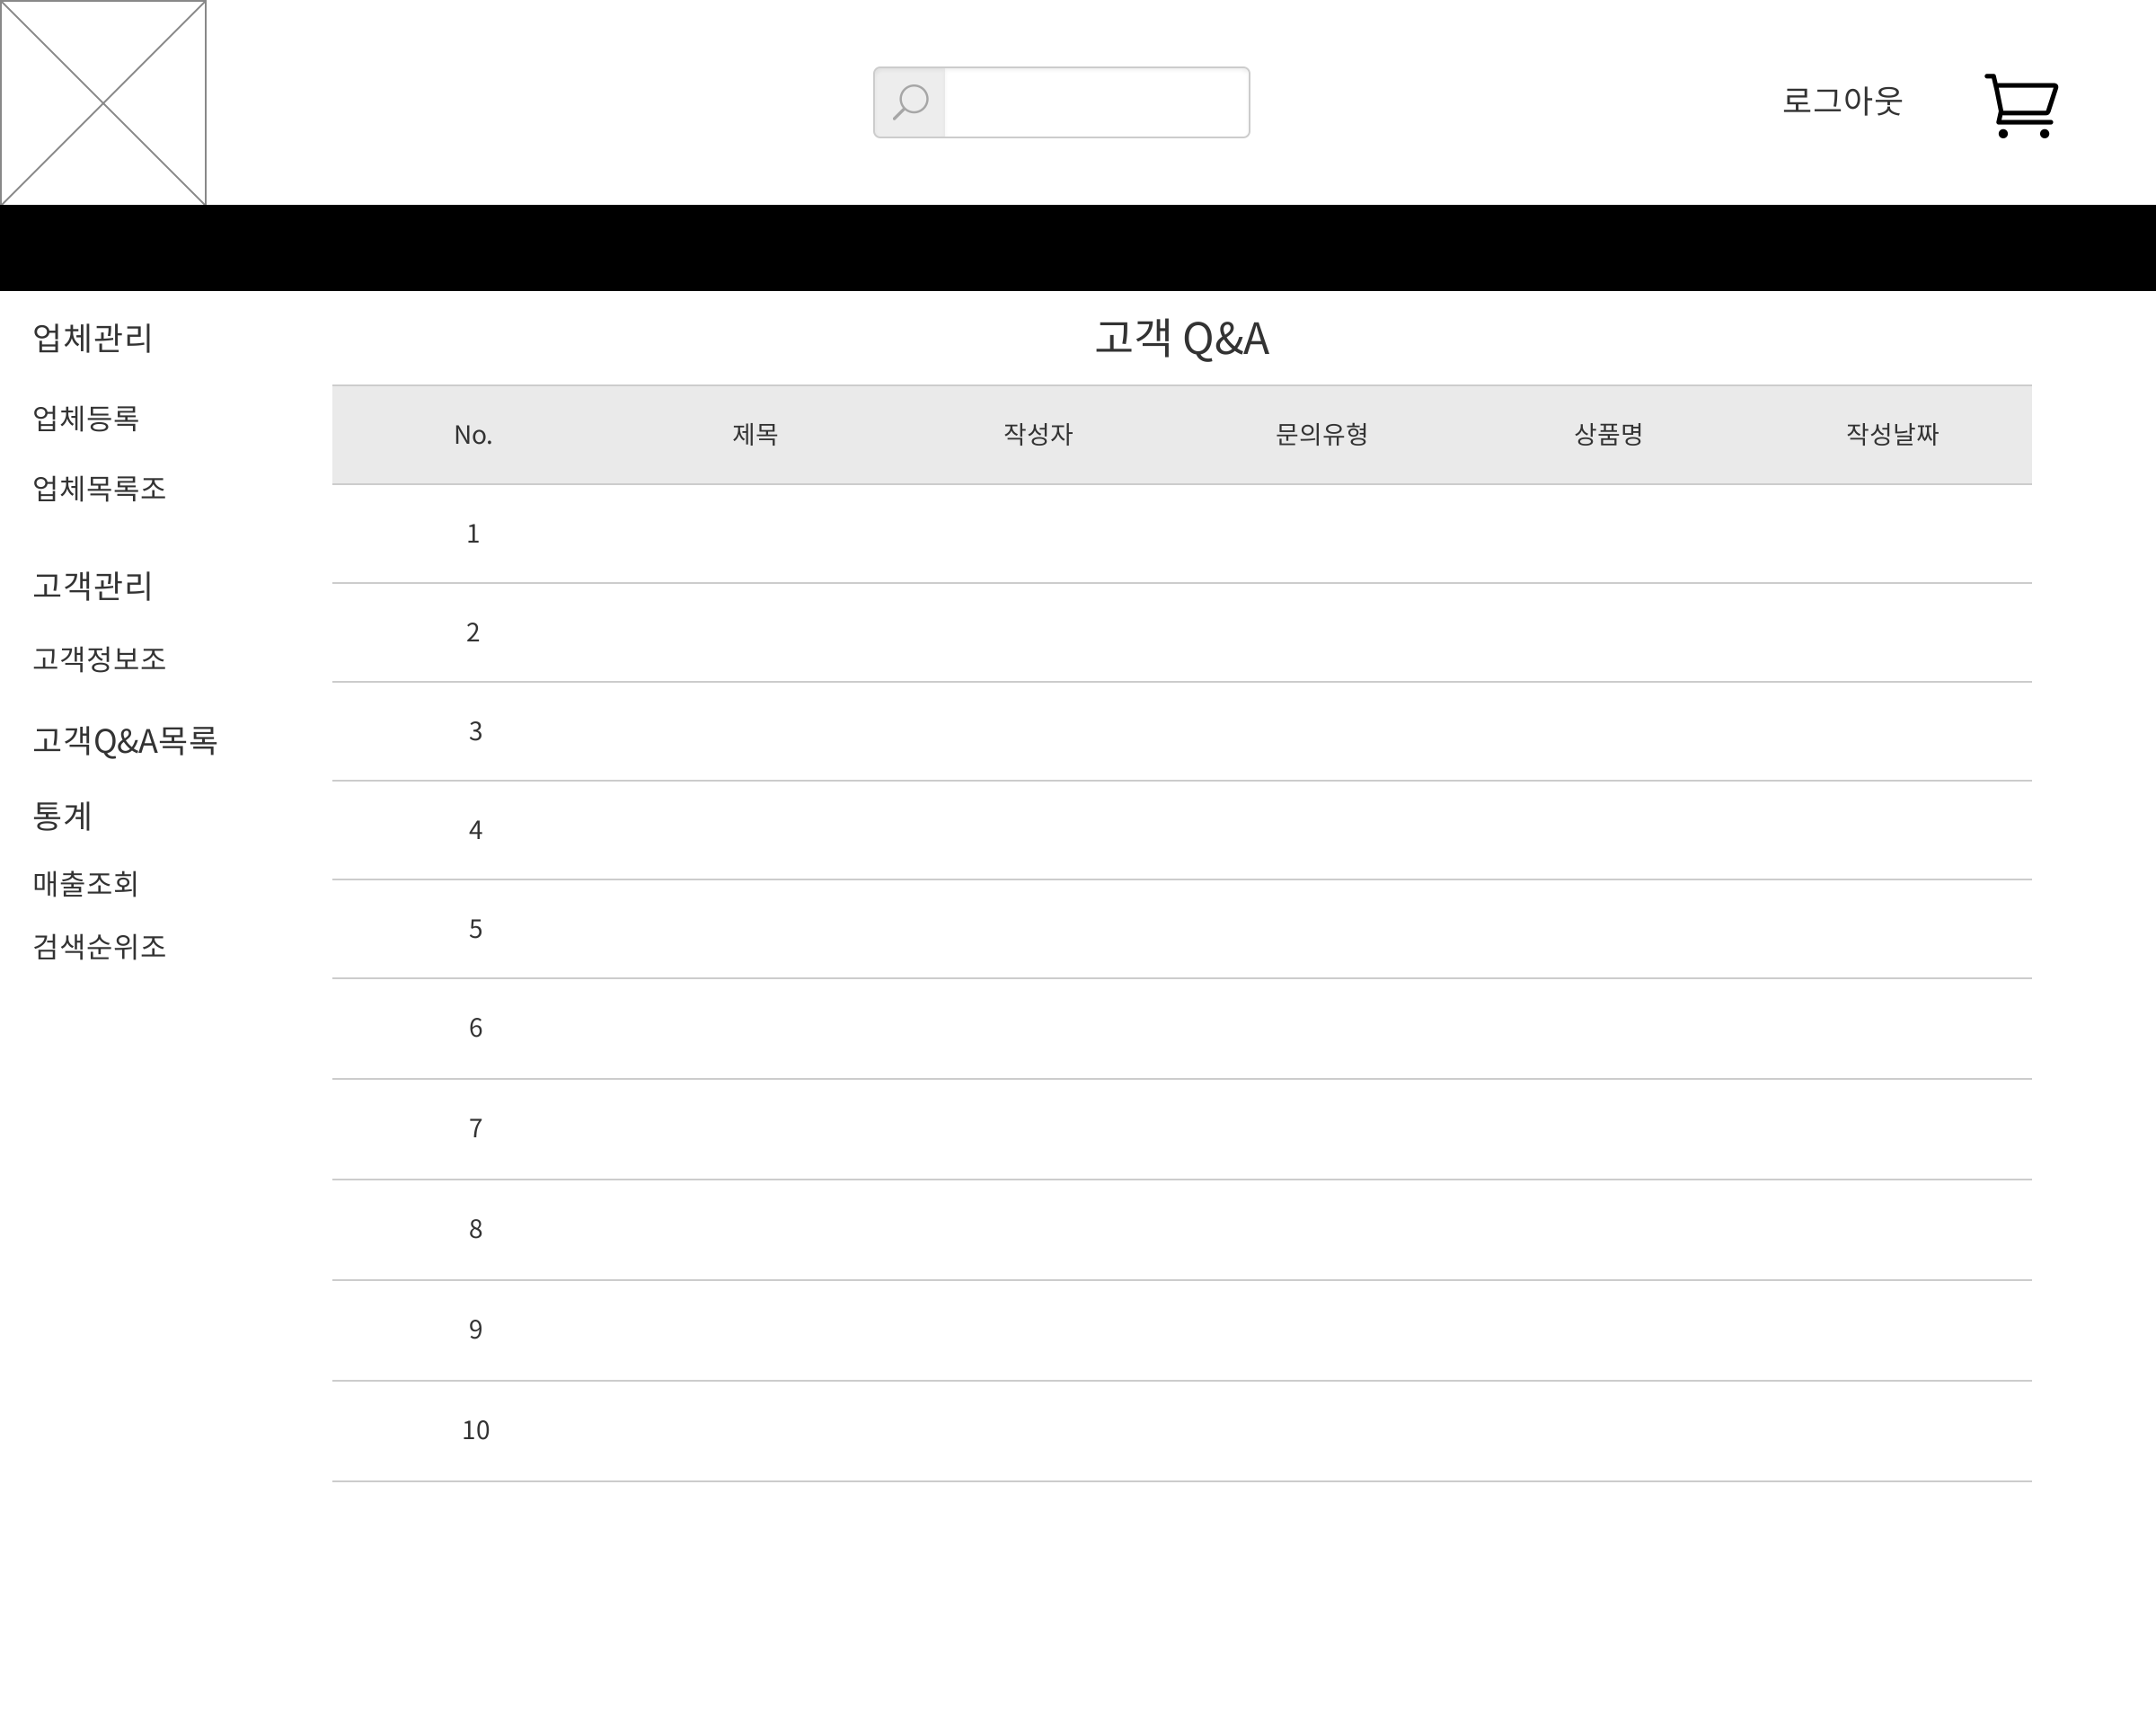 로그아웃
업체관리
업체등록
업체목록조
고객관리
고객정보조
고객Q&A목록
통계
매출조회
검색순위조
고객 Q&A
No. 제목 작성자 문의유형 상품명 작성날짜
1
2
3
4
5
6
7
8
9
10